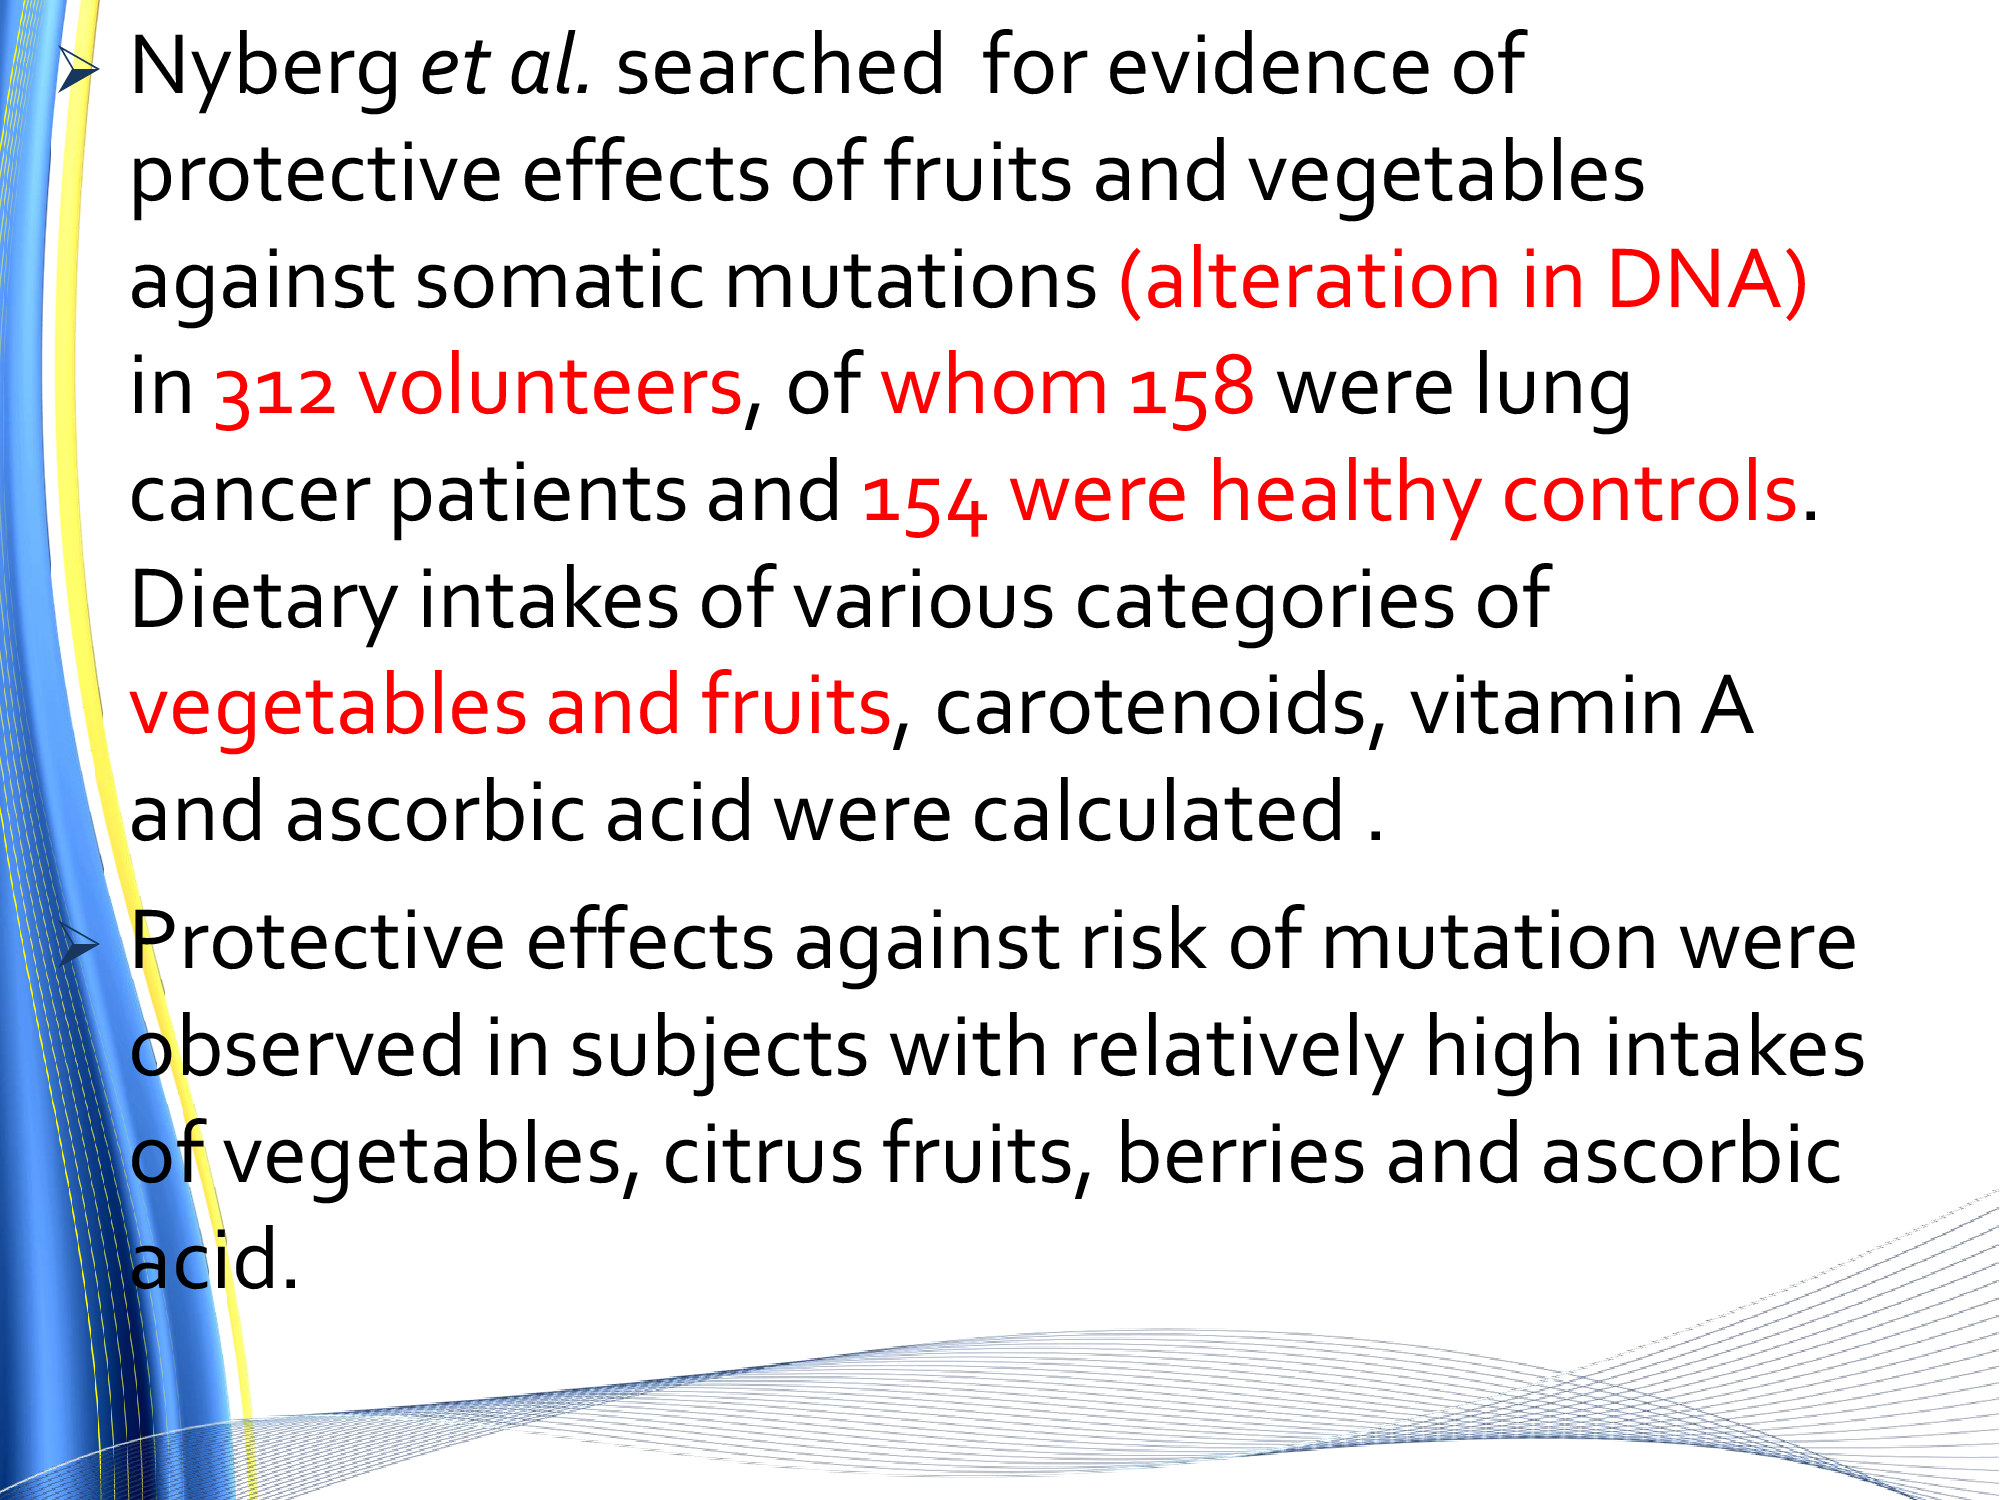 Nyberg et al. searched  for evidence of
protective effects of fruits and vegetables
against somatic mutations (alteration in DNA)
in 312 volunteers, of whom 158 were lung
cancer patients and 154 were healthy controls.
Dietary intakes of various categories of
vegetables and fruits, carotenoids, vitamin A
and ascorbic acid were calculated .
Protective effects against risk of mutation were
observed in subjects with relatively high intakes
of vegetables, citrus fruits, berries and ascorbic
acid.